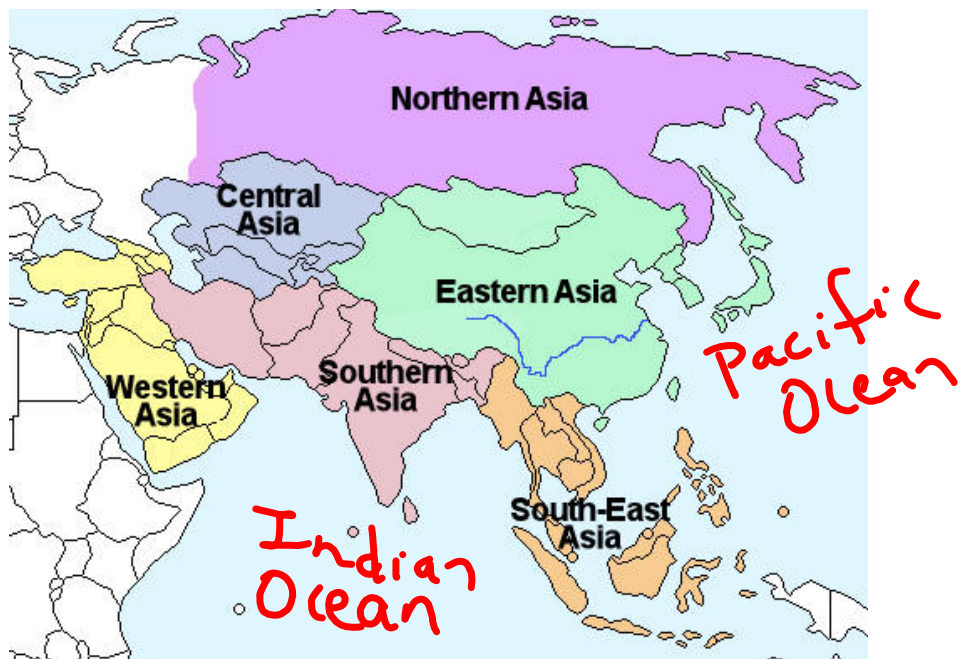 Northern Asia
Central
Asia
Eastern Asia
Pacific
Ocean
Southern
Asia
Western
Asia
South-East
Asia
Indian
Ocean